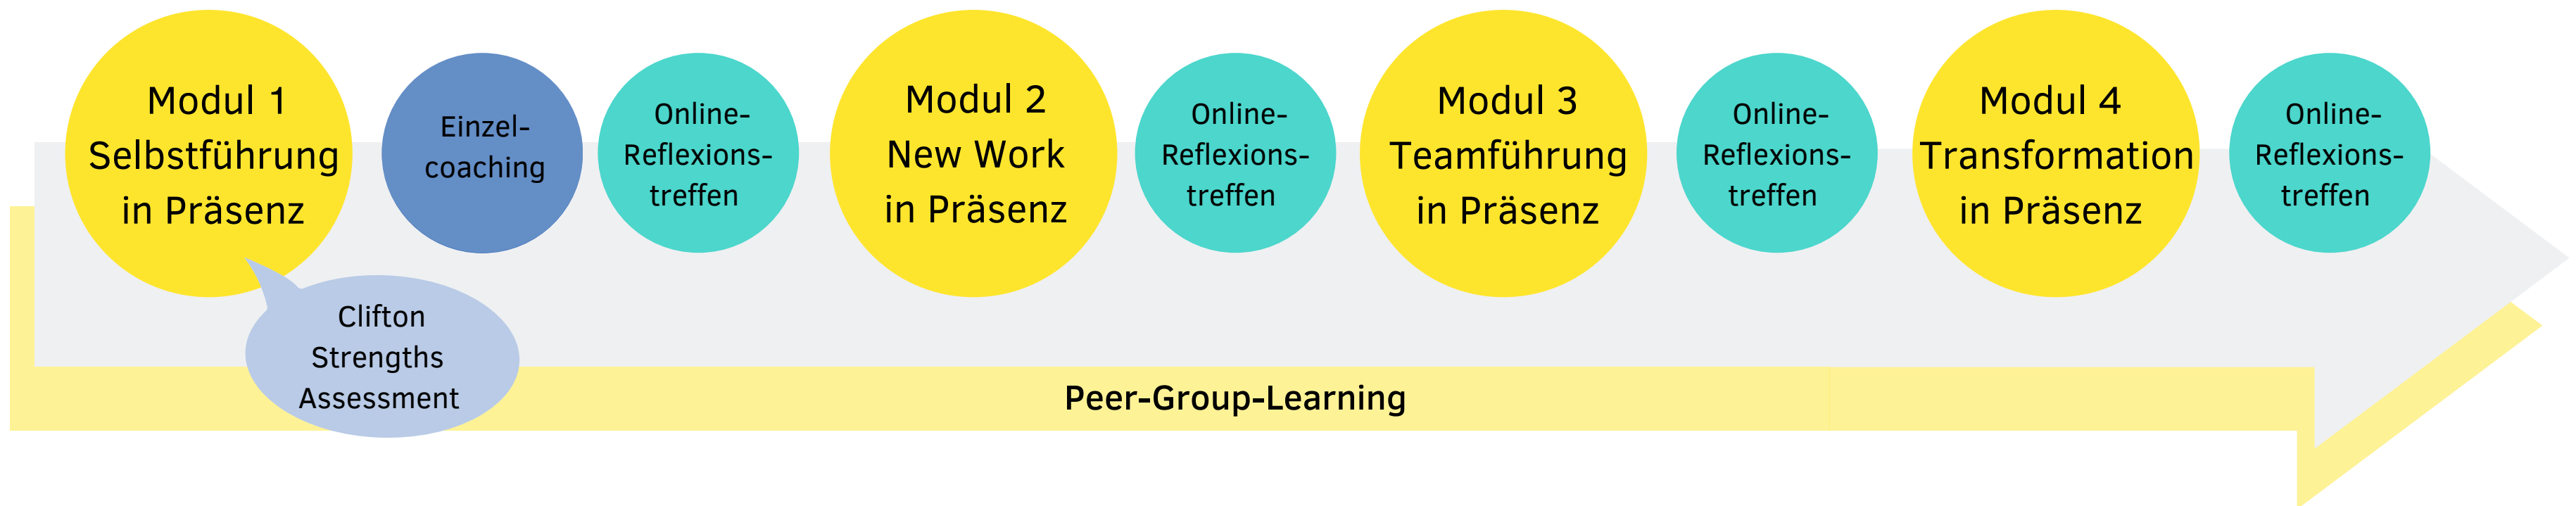 Modul 1
Selbstführung
in Präsenz
Einzel-
coaching
Online-
Reflexions-
treffen
Modul 2
New Work
in Präsenz
Online-
Reflexions-
treffen
Modul 3
Teamführung
in Präsenz
Online-
Reflexions-
treffen
Modul 4
Transformation
in Präsenz
Online-
Reflexions-
treffen
Clifton
Strengths
Assessment
Peer-Group-Learning